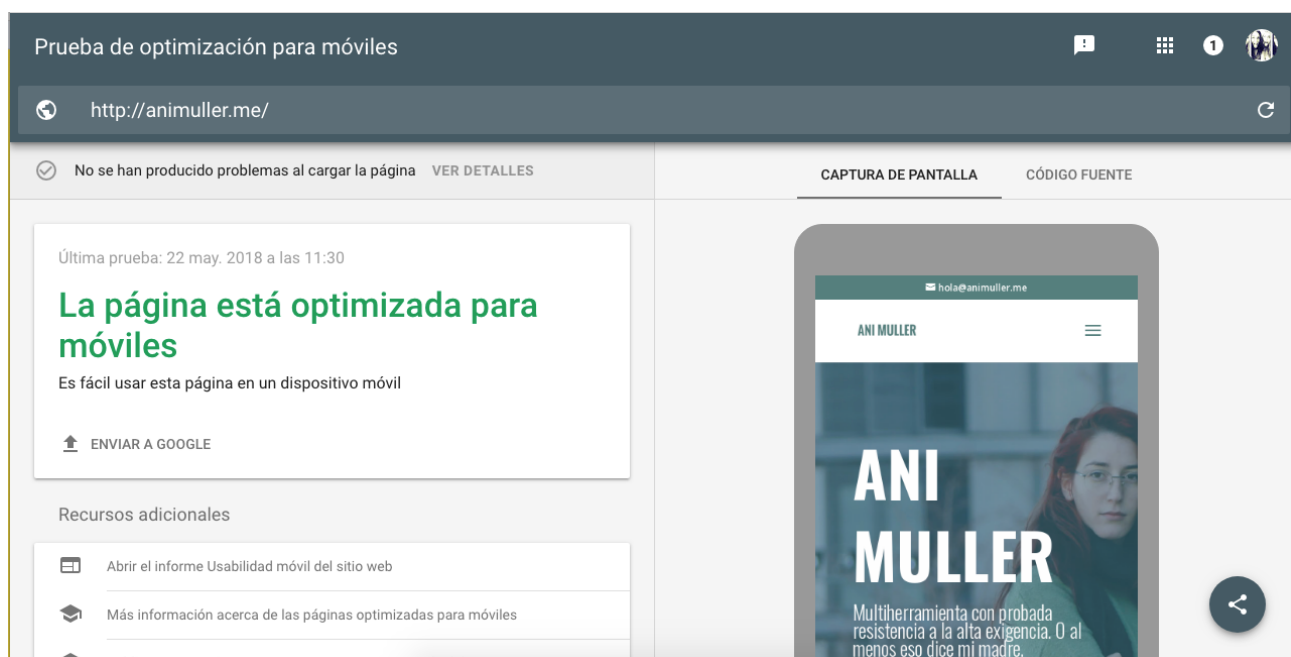 Prueba de optimización para móviles
1
http://animuller.me/
No se han producido problemas al cargar la página VER DETALLES
CAPTURA DE PANTALLA CÓDIGO FUENTE
Última prueba: 22 may. 2018 a las 11:30
La página está optimizada para
móviles
Es fácil usar esta página en un dispositivo móvil
ENVIAR A GOOGLE
Recursos adicionales
Abrir el informe Usabilidad móvil del sitio web
Más información acerca de las páginas optimizadas para móviles
hola@animuller.me
ANI MULLER
ANI
MULLER
Multiherramienta con probada
resistencia a la alta exigencia. O al
menos eso dice mi madre.